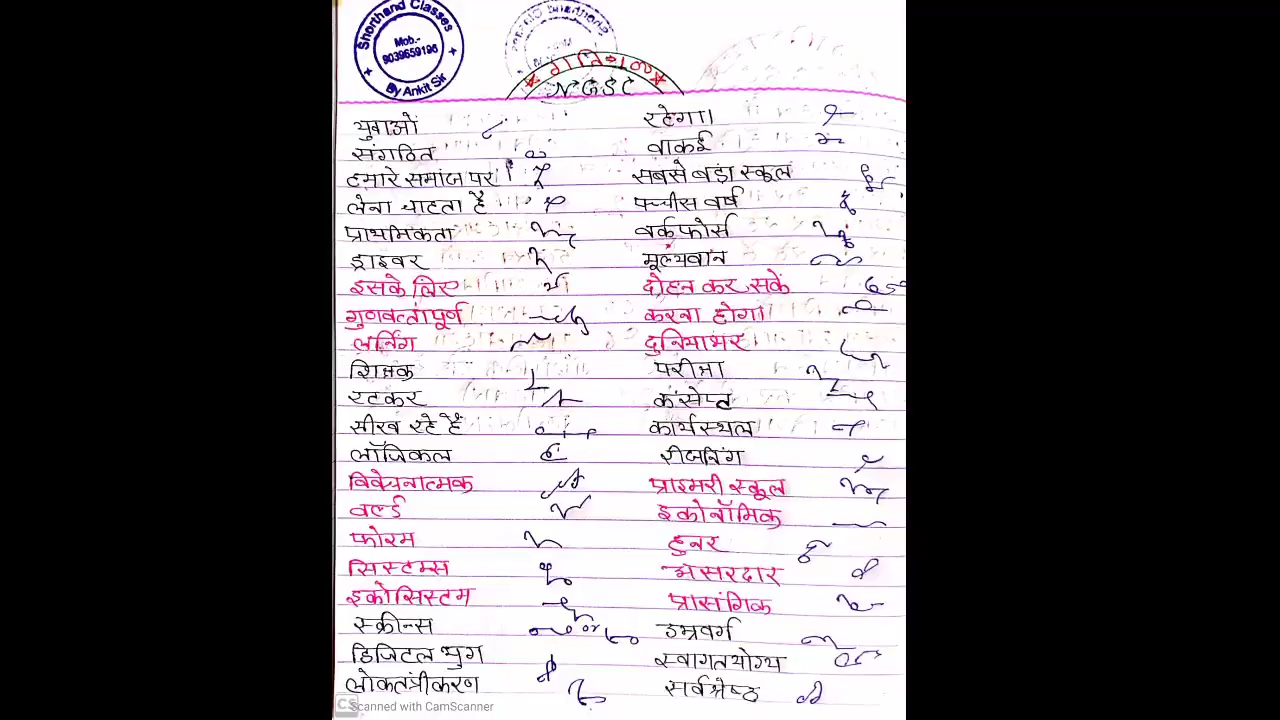 Shorthand Classes
Mob.-
9039659196
By Ankit Sir
NGSC
युवाओं रहेगा।
संगठित वाकई
हमारे समाज पर सबसे बड़ा स्कूल
लेना चाहता है पच्चीस वर्ष
प्राथमिकता वर्कफोर्स
ड्राइवर मूल्यवान
इसके लिए दोहन कर सकें
गुणवत्तापूर्ण करना होगा।
लर्निंग दुनियाभर
शिक्षक परीक्षा
रटकर कंसेप्ट
सीख रहे हैं कार्यस्थल
लॉजिकल रीजनिंग
विवेचनात्मक प्राइमरी स्कूल
वर्ल्ड इकोनॉमिक
फोरम हुनर
सिस्टम्स असरदार
इकोसिस्टम प्रासंगिक
स्क्रीन्स उम्रवर्ग
डिजिटल युग स्वागतयोग्य
लोकतंत्रीकरण सर्वश्रेष्ठ
CS Scanned with CamScanner